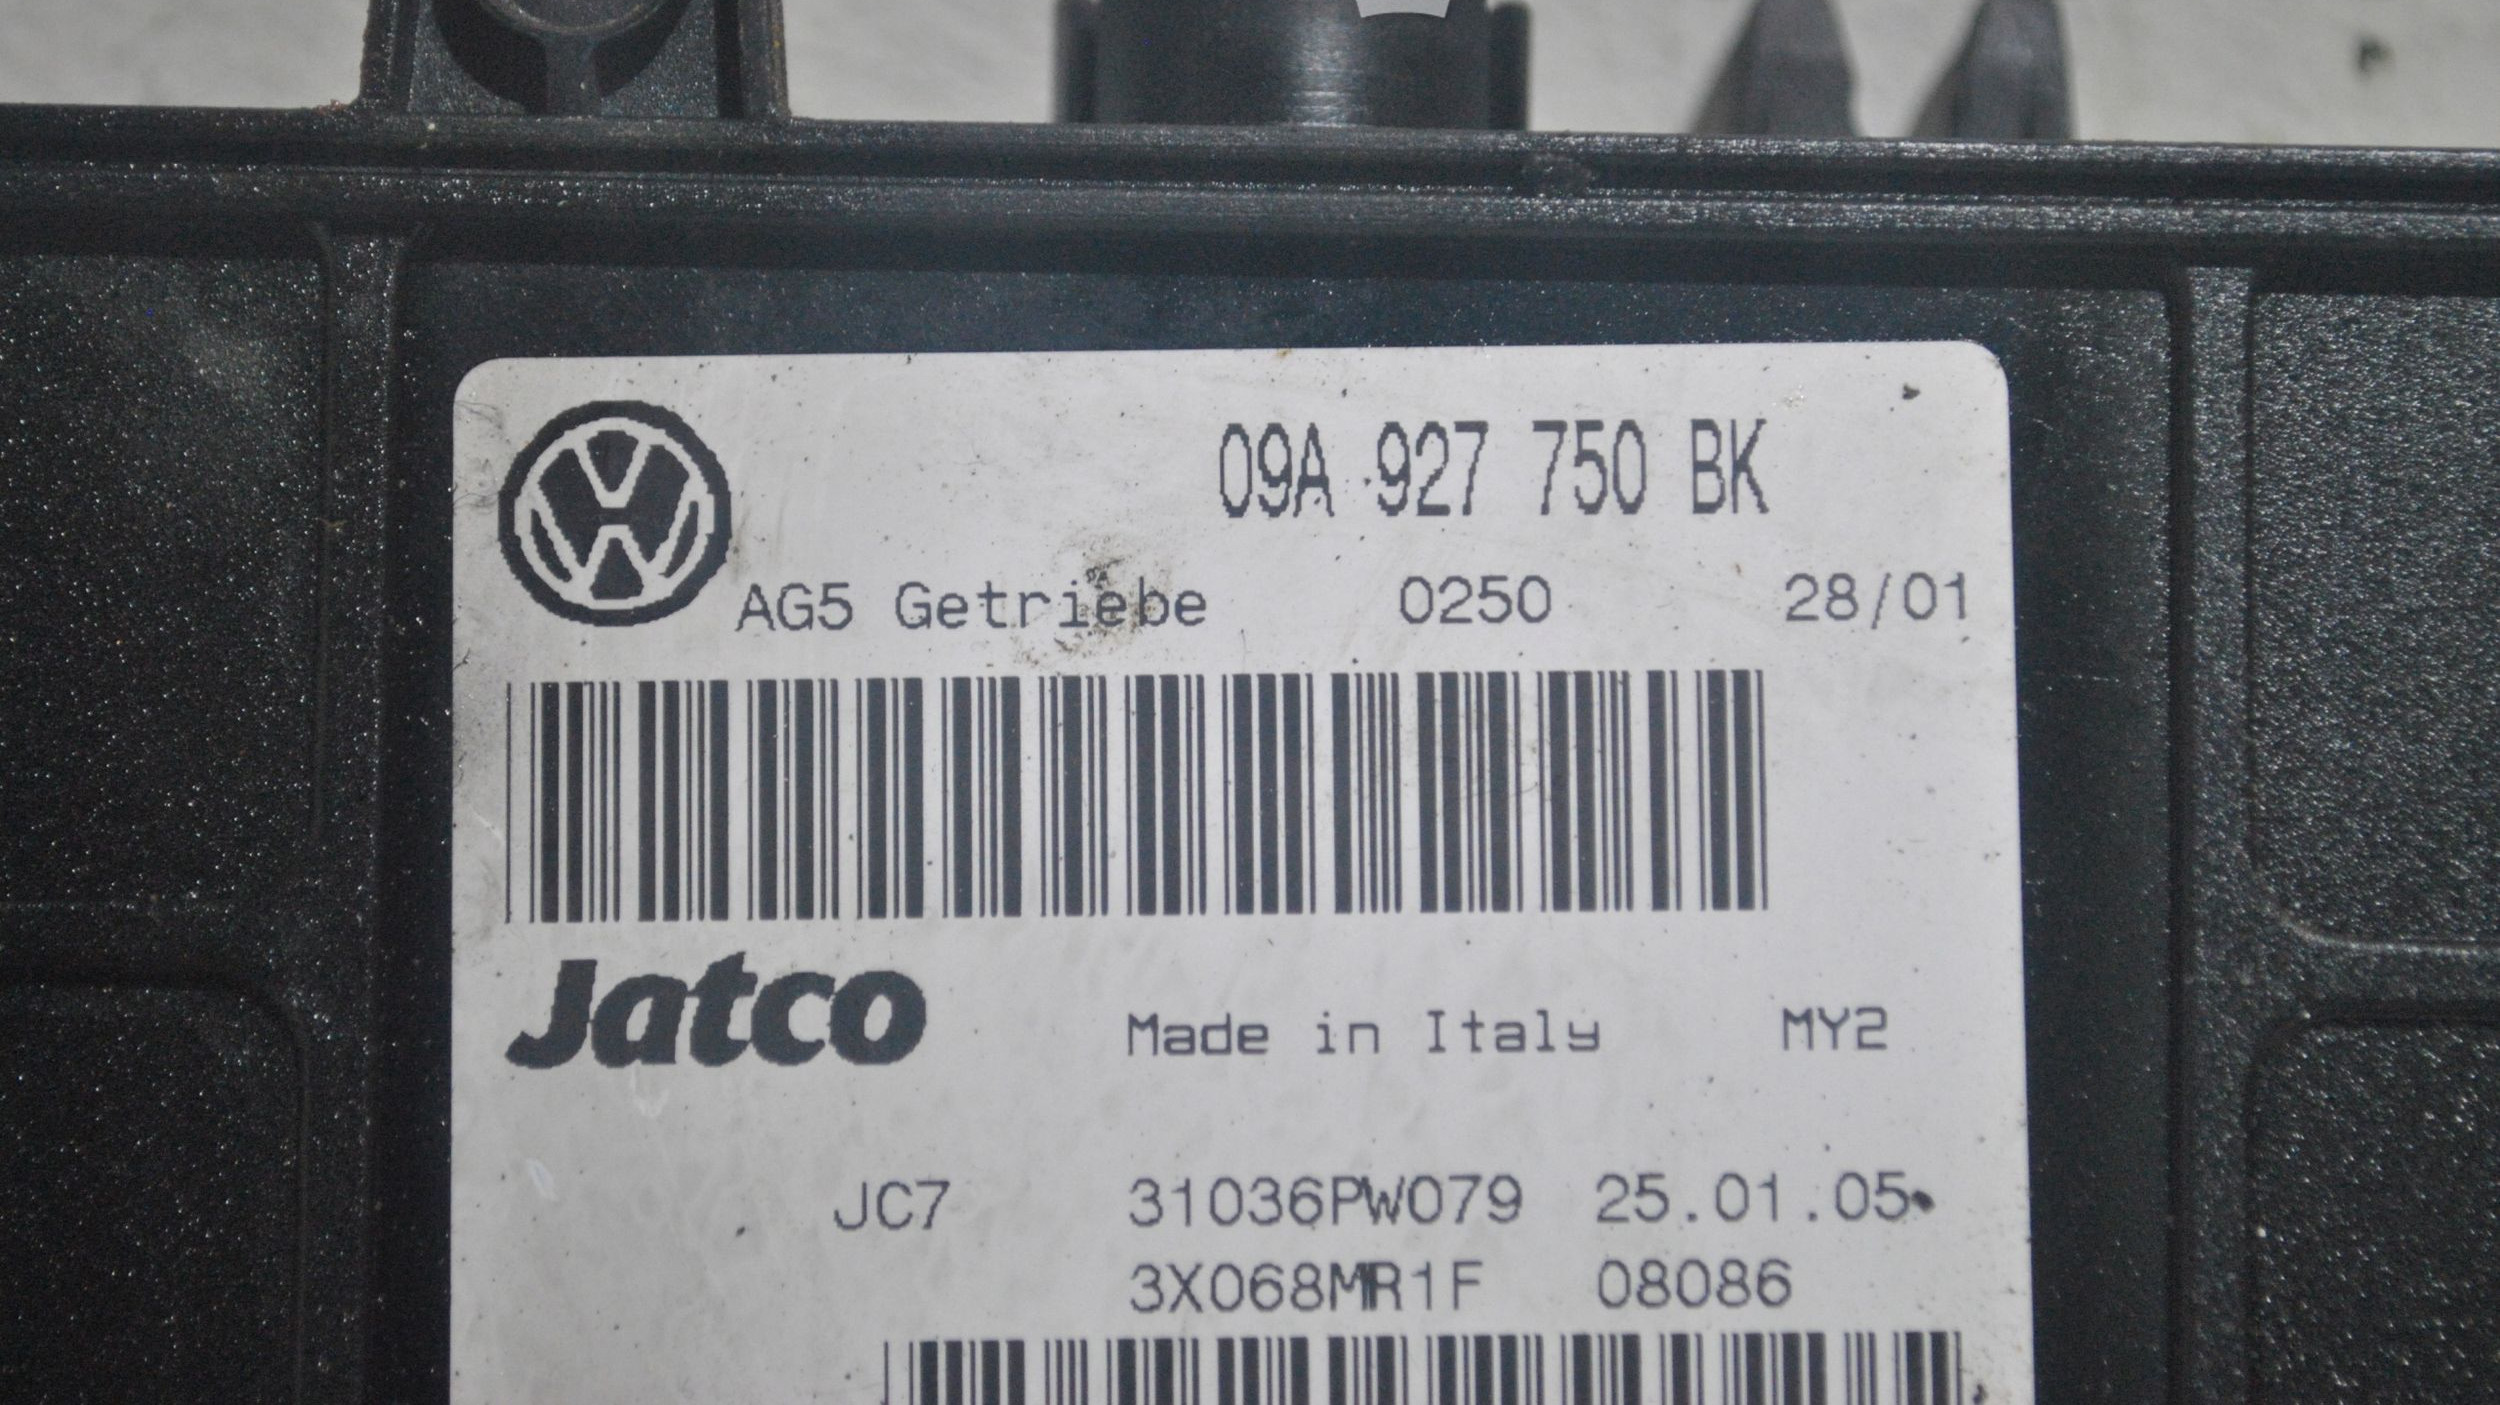 09A 927 750 BK
AG5 Getriebe 0250 28/01
Jatco Made in Italy MY2
JC7 31036PW079 25.01.05
3X068MR1F 08086